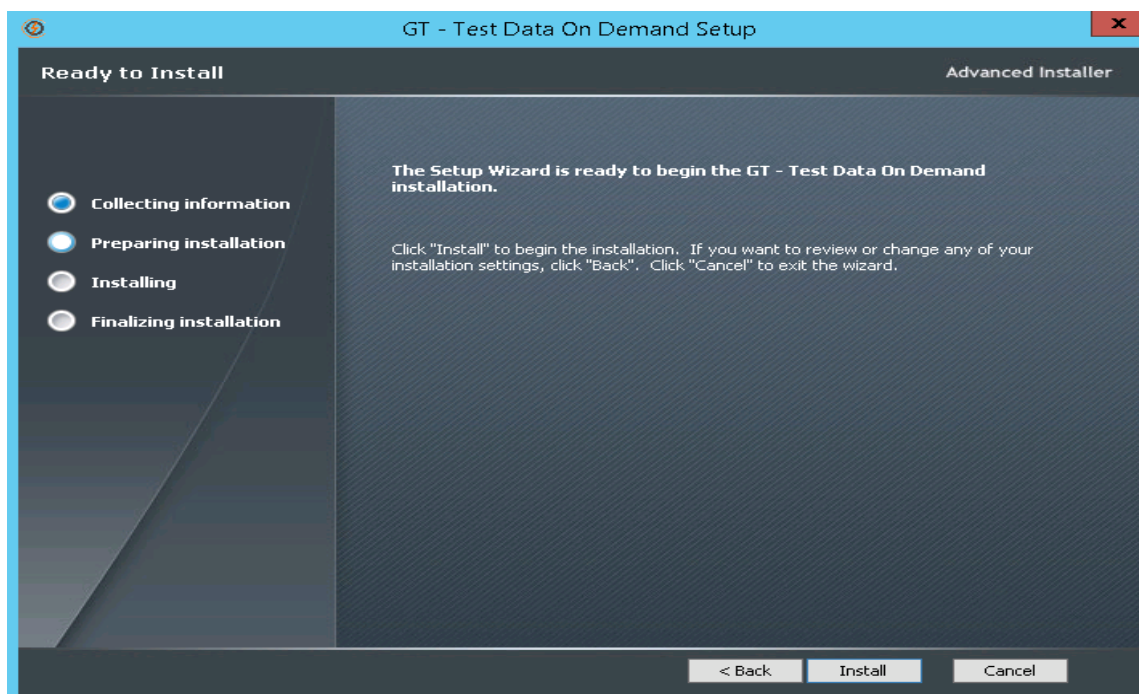 GT - Test Data On Demand Setup
Ready to Install
Advanced Installer
Collecting information
Preparing installation
Installing
Finalizing installation
The Setup Wizard is ready to begin the GT - Test Data On Demand
installation.
Click "Install" to begin the installation.  If you want to review or change any of your
installation settings, click "Back".  Click "Cancel" to exit the wizard.
< Back
Install
Cancel